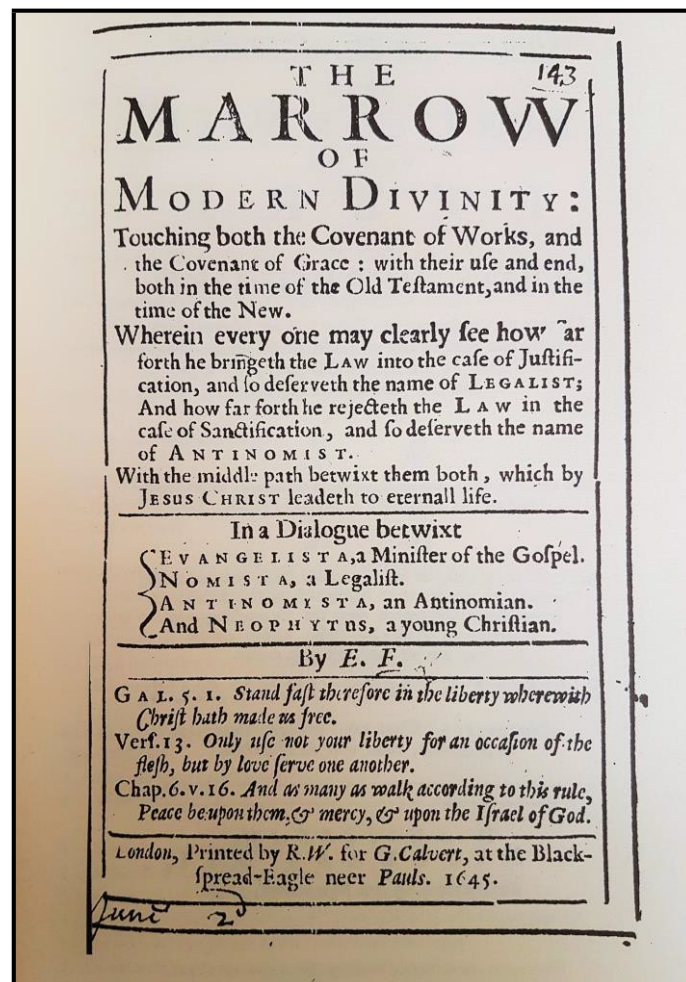 THE
143
MARROW
OF
MODERN DIVINITY:
Touching both the Covenant of Works, and
the Covenant of Grace : with their uſe and end,
both in the time of the Old Teſtament, and in the
time of the New.
Wherein every one may clearly ſee how ar
forth he bringeth the LAW into the caſe of Juſtifi-
cation, and ſo deſerveth the name of LEGALIST;
And how far forth he rejecteth the LAW in the
caſe of Sanctification, and ſo deſerveth the name
of ANTINOMIST.
With the middle path betwixt them both, which by
JESUS CHRIST leadeth to eternall life.
In a Dialogue betwixt
EVANGELISTA, a Miniſter of the Goſpel.
NOMISTA, a Legaliſt.
ANTINOMISTA, an Antinomian.
And NEOPHYTUS, a young Chriſtian.
By E. F.
GAL. 5. 1. Stand faſt therefore in the liberty wherewith
Chriſt hath made us free.
Verſ. 13. Only uſe not your liberty for an occaſion of the
fleſh, but by love ſerve one another.
Chap. 6. v. 16. And as many as walk according to this rule,
Peace be upon them, & mercy, & upon the Iſrael of God.
London, Printed by R.W. for G.Calvert, at the Black-
ſpread-Eagle neer Pauls. 1645.
June 2d